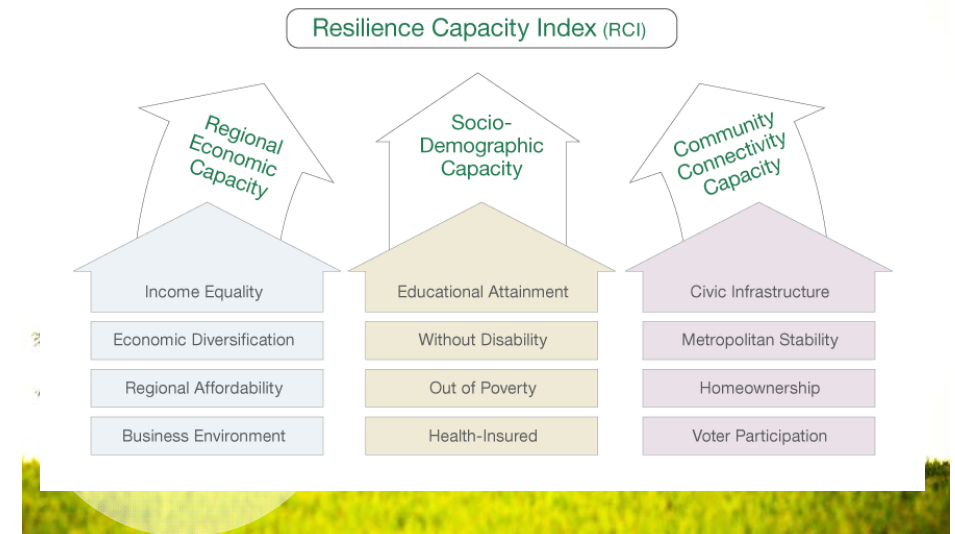 Resilience Capacity Index (RCI)
Regional
Economic
Capacity
Socio-
Demographic
Capacity
Community
Connectivity
Capacity
Income Equality
Economic Diversification
Regional Affordability
Business Environment
Educational Attainment
Without Disability
Out of Poverty
Health-Insured
Civic Infrastructure
Metropolitan Stability
Homeownership
Voter Participation